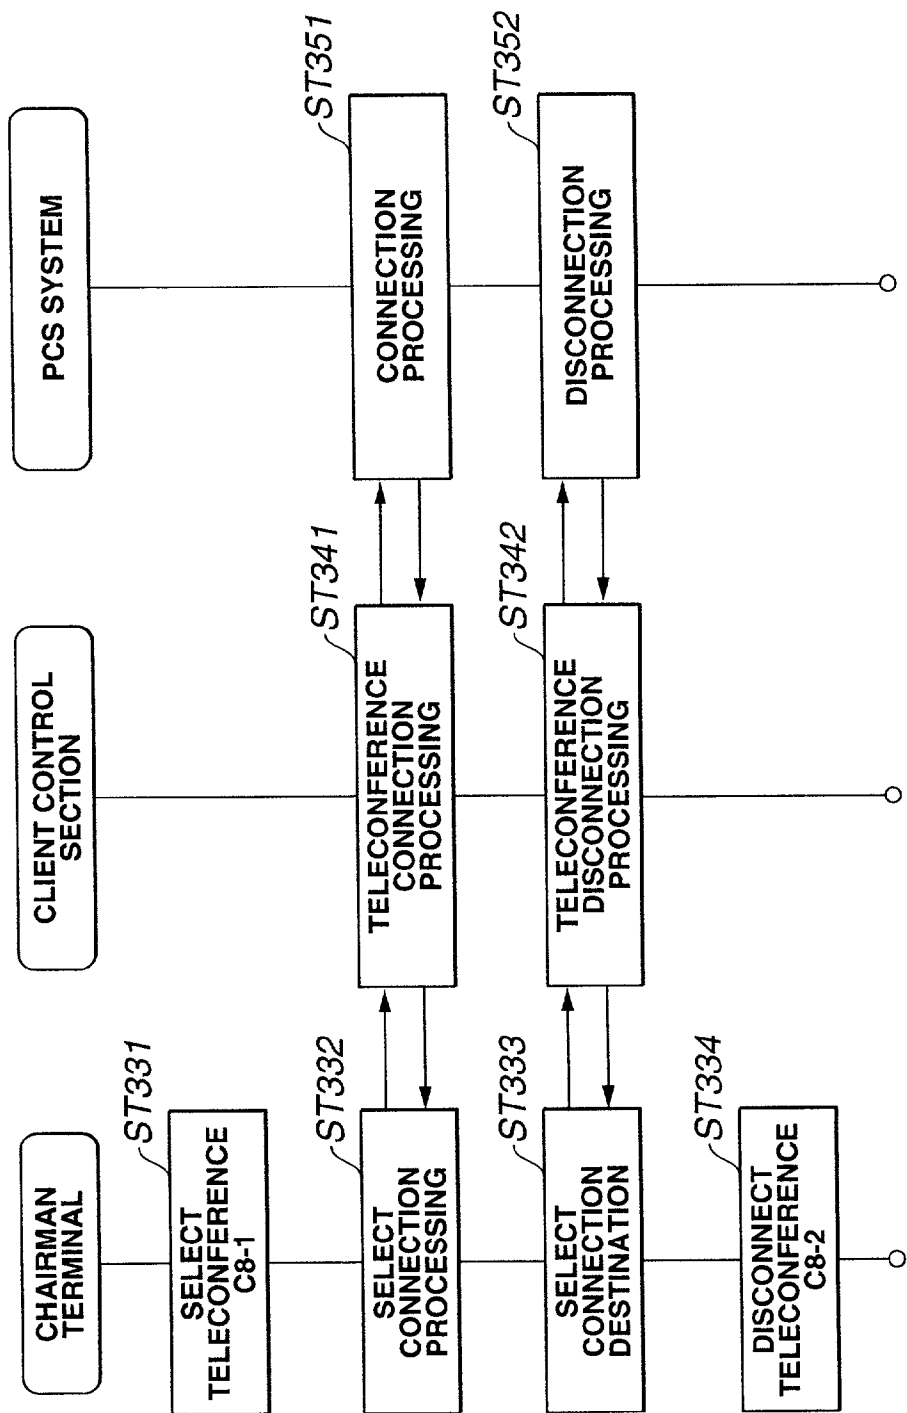 CHAIRMAN
TERMINAL
ST331
SELECT
TELECONFERENCE
C8-1
ST332
SELECT
CONNECTION
PROCESSING
ST333
SELECT
CONNECTION
DESTINATION
ST334
DISCONNECT
TELECONFERENCE
C8-2
CLIENT CONTROL
SECTION
ST341
TELECONFERENCE
CONNECTION
PROCESSING
ST342
TELECONFERENCE
DISCONNECTION
PROCESSING
PCS SYSTEM
ST351
CONNECTION
PROCESSING
ST352
DISCONNECTION
PROCESSING